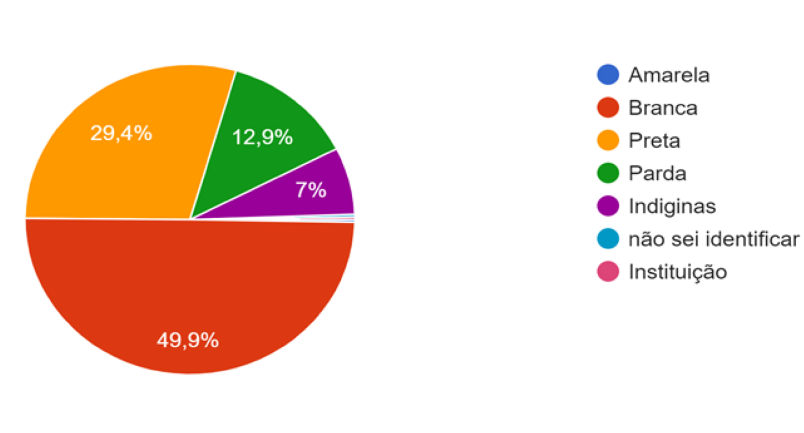 29,4%
12,9%
7%
49,9%
Amarela
Branca
Preta
Parda
Indiginas
não sei identificar
Instituição